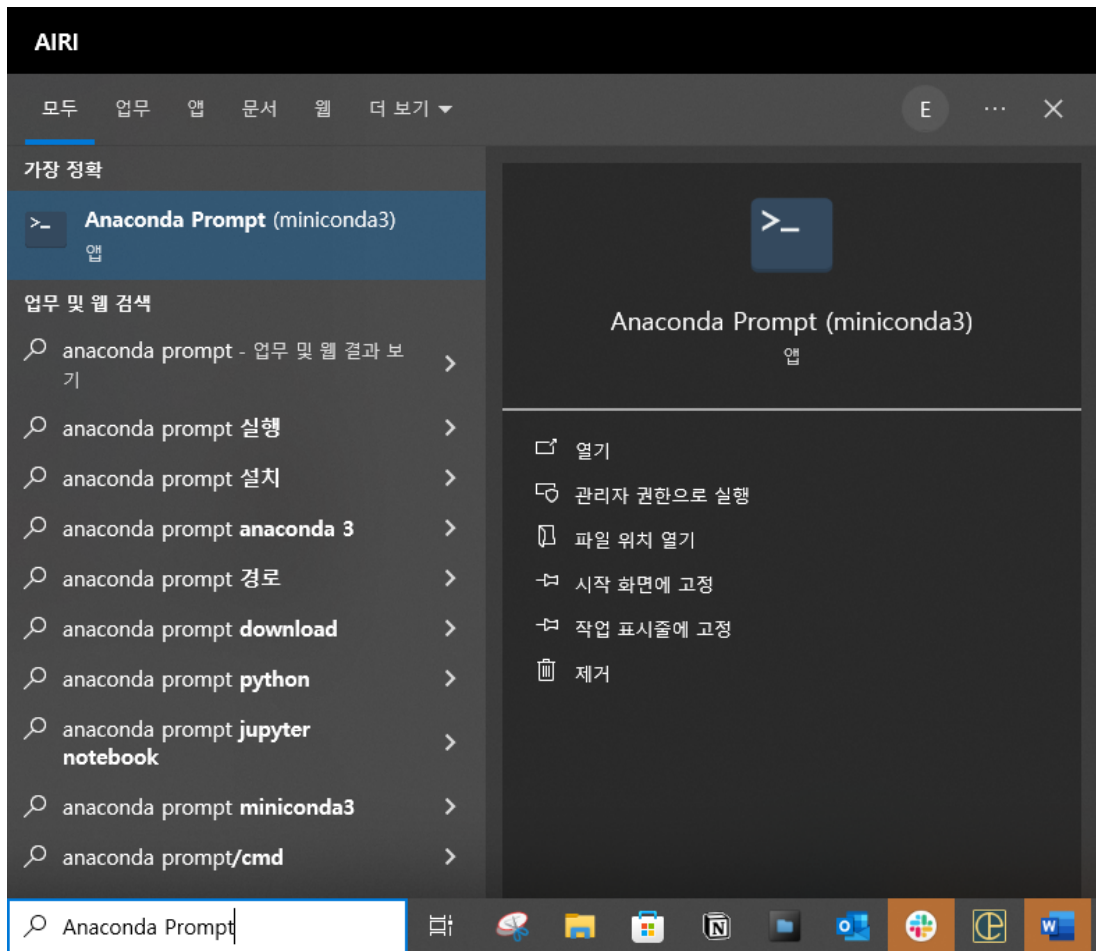 AIRI
모두 업무 앱 문서 웹 더 보기
E ... ×
가장 정확
>_ Anaconda Prompt (miniconda3)
앱
업무 및 웹 검색
anaconda prompt - 업무 및 웹 결과 보
기
anaconda prompt 실행
anaconda prompt 설치
anaconda prompt anaconda 3
anaconda prompt 경로
anaconda prompt download
anaconda prompt python
anaconda prompt jupyter
notebook
anaconda prompt miniconda3
anaconda prompt/cmd
>_
Anaconda Prompt (miniconda3)
앱
열기
관리자 권한으로 실행
파일 위치 열기
시작 화면에 고정
작업 표시줄에 고정
제거
Anaconda Prompt